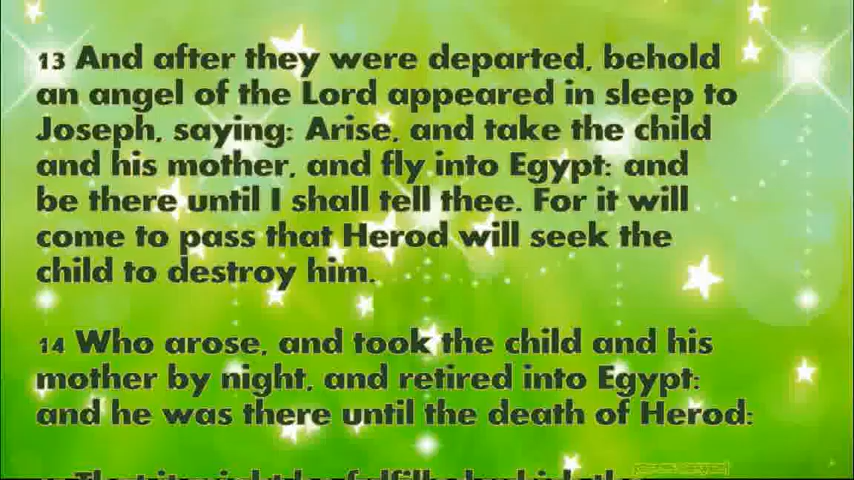 13 And after they were departed, behold
an angel of the Lord appeared in sleep to
Joseph, saying: Arise, and take the child
and his mother, and fly into Egypt: and
be there until I shall tell thee. For it will
come to pass that Herod will seek the
child to destroy him.
14 Who arose, and took the child and his
mother by night, and retired into Egypt:
and he was there until the death of Herod: